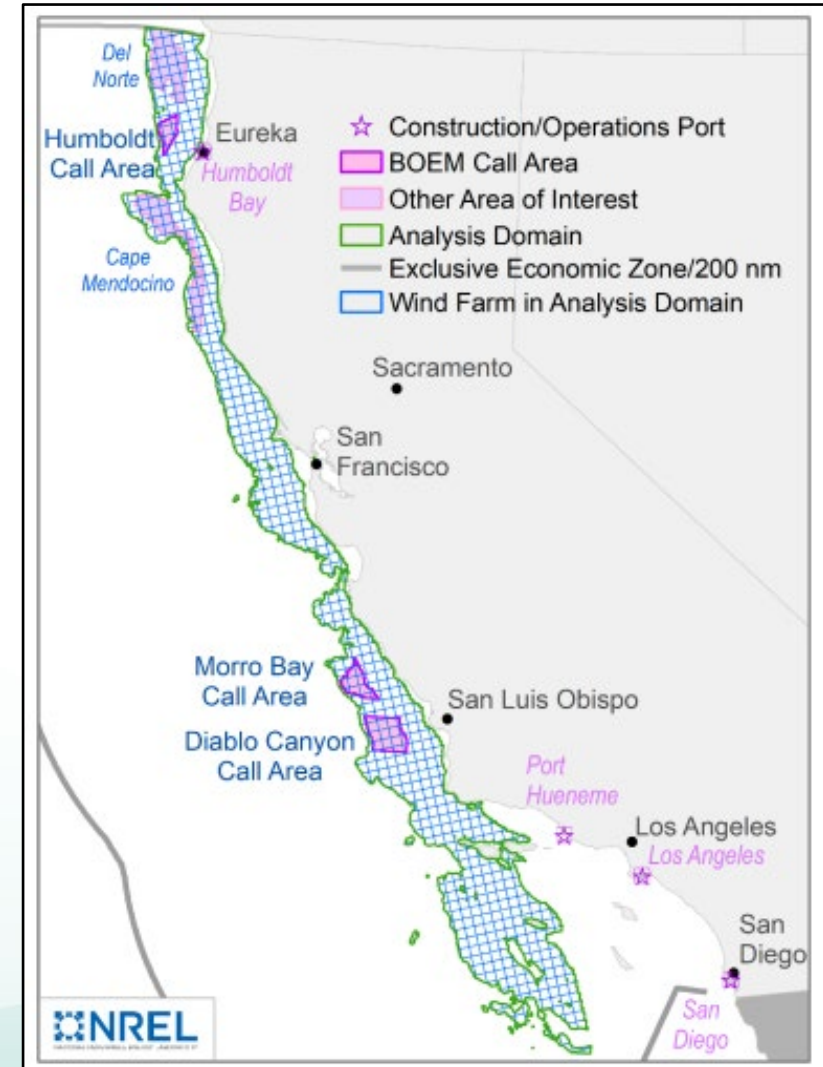 Del
Norte
Humboldt
Call Area
Eureka
Humboldt
Bay
Cape
Mendocino
Construction/Operations Port
BOEM Call Area
Other Area of Interest
Analysis Domain
Exclusive Economic Zone/200 nm
Wind Farm in Analysis Domain
Sacramento
San
Francisco
Morro Bay
Call Area
San Luis Obispo
Diablo Canyon
Call Area
Port
Hueneme
Los Angeles
Los Angeles
San
Diego
San
Diego
NREL